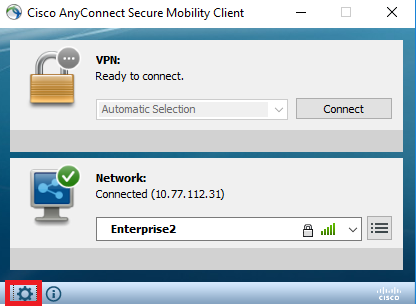 Cisco AnyConnect Secure Mobility Client
VPN:
Ready to connect.
Automatic Selection
Connect
Network:
Connected (10.77.112.31)
Enterprise2
cisco